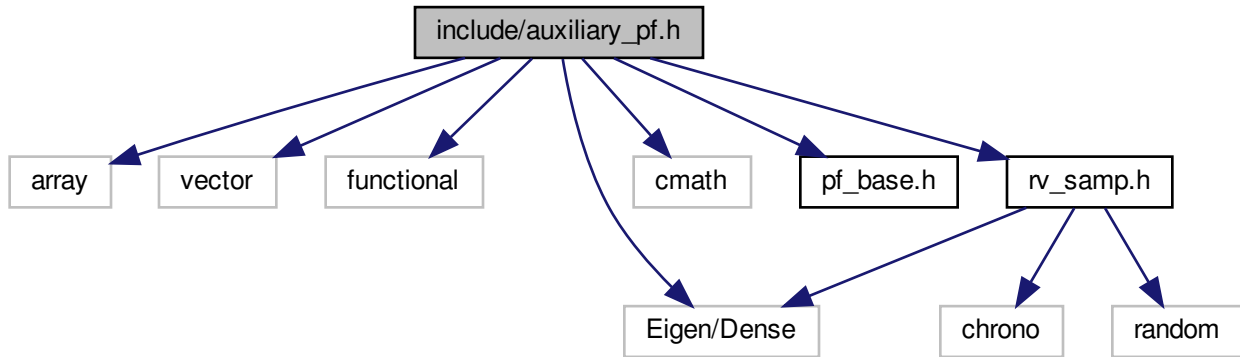 include/auxiliary_pf.h
array
vector
functional
cmath
pf_base.h
rv_samp.h
Eigen/Dense
chrono
random